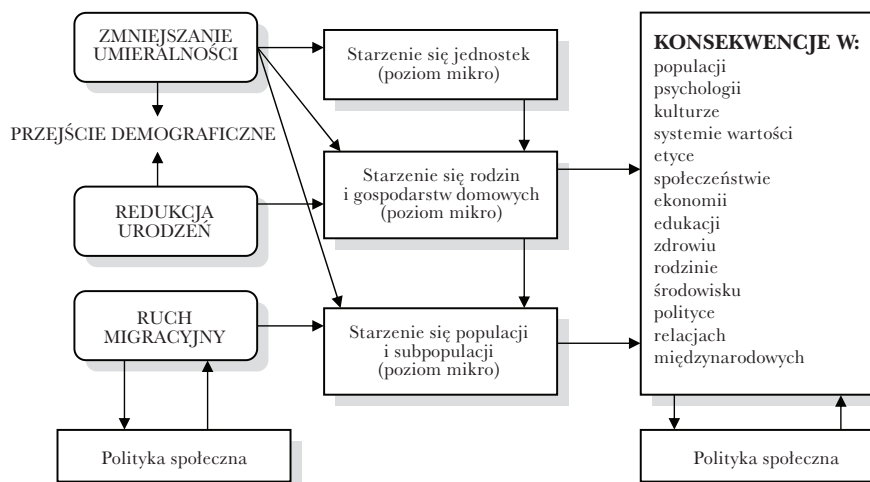 ZMNIEJSZANIE
UMIERALNOŚCI
PRZEJŚCIE DEMOGRAFICZNE
REDUKCJA
URODZEŃ
RUCH
MIGRACYJNY
Polityka społeczna
Starzenie się jednostek
(poziom mikro)
Starzenie się rodzin
i gospodarstw domowych
(poziom mikro)
Starzenie się populacji
i subpopulacji
(poziom mikro)
KONSEKWENCJE W:
populacji
psychologii
kulturze
systemie wartości
etyce
społeczeństwie
ekonomii
edukacji
zdrowiu
rodzinie
środowisku
polityce
relacjach
międzynarodowych
Polityka społeczna